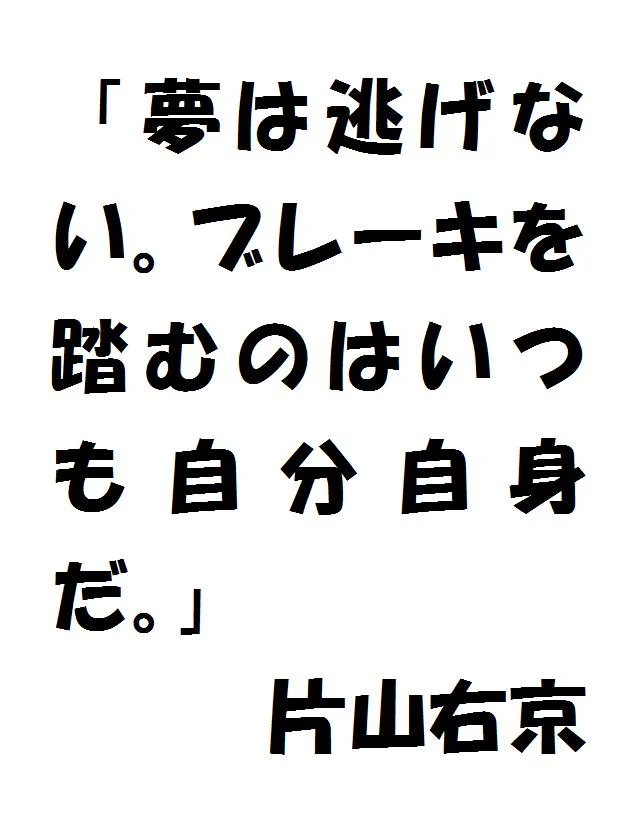 「夢は逃げな
い。ブレーキを
踏むのはいつ
も自分自身
だ。」
片山右京